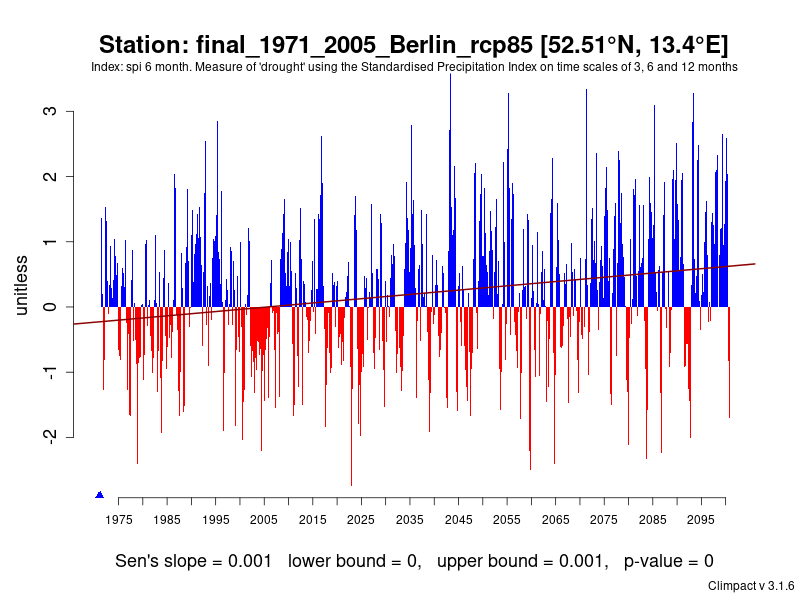 Station: final_1971_2005_Berlin_rcp85 [52.51°N, 13.4°E]
Index: spi 6 month. Measure of 'drought' using the Standardised Precipitation Index on time scales of 3, 6 and 12 months
unitless
3
2
1
0
-1
-2
1975 1985 1995 2005 2015 2025 2035 2045 2055 2065 2075 2085 2095
Sen's slope = 0.001 lower bound = 0, upper bound = 0.001, p-value = 0
Climpact v 3.1.6